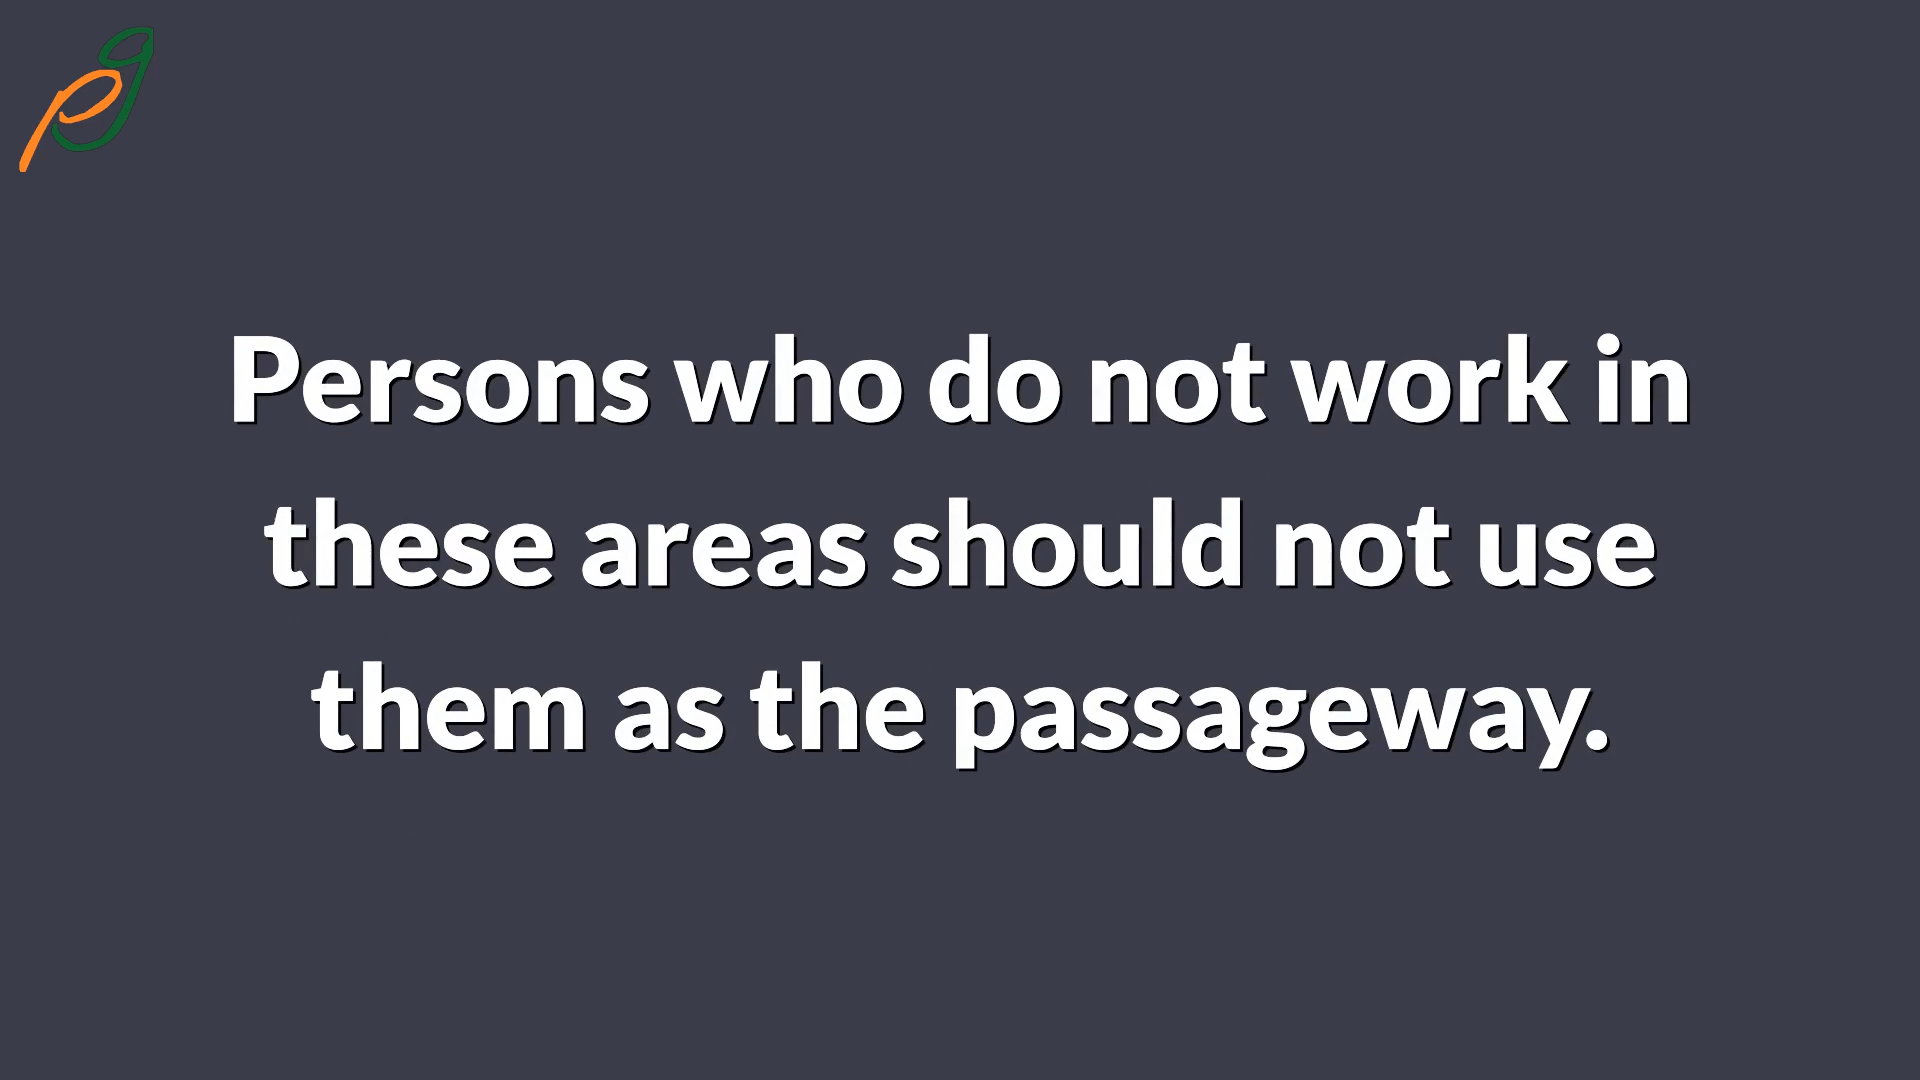 Persons who do not work in
these areas should not use
them as the passageway.